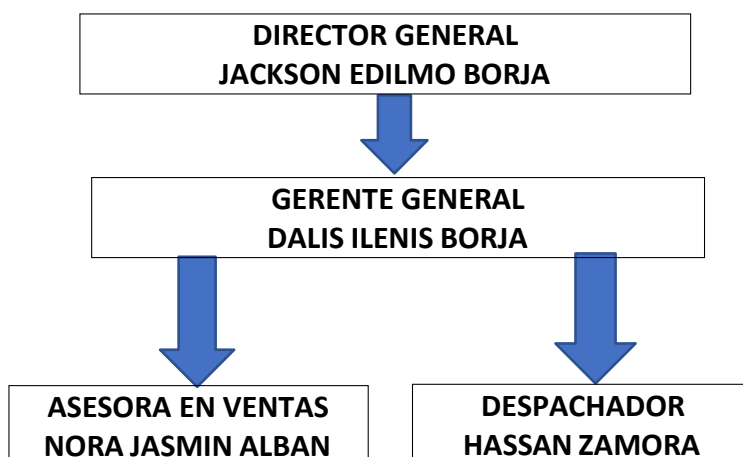 DIRECTOR GENERAL
JACKSON EDILMO BORJA
GERENTE GENERAL
DALIS ILENIS BORJA
ASESORA EN VENTAS
NORA JASMIN ALBAN
DESPACHADOR
HASSAN ZAMORA